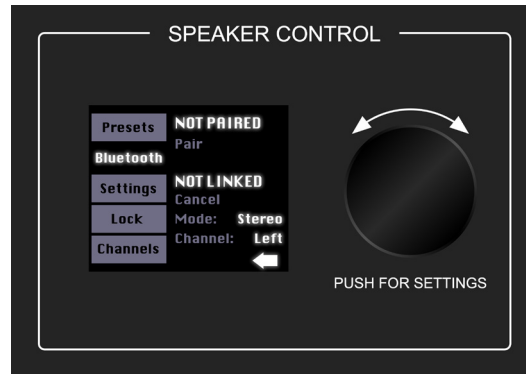 SPEAKER CONTROL
Presets
Bluetooth
Settings
Lock
Channels
NOT PAIRED
Pair
NOT LINKED
Cancel
Mode: Stereo
Channel: Left
PUSH FOR SETTINGS